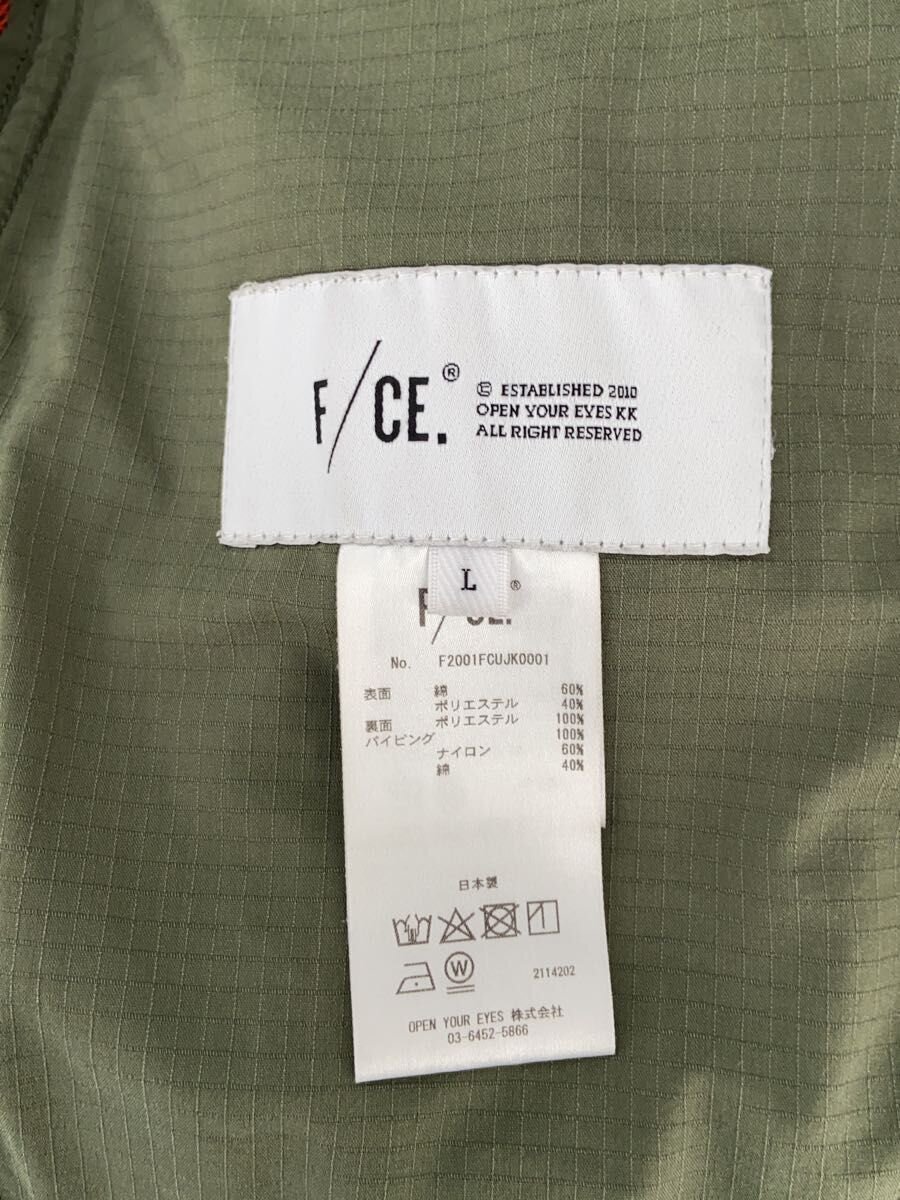 F/CE.®
Ⓔ ESTABLISHED 2010
OPEN YOUR EYES KK
ALL RIGHT RESERVED
L
F/CE.®
No. F2001FCUJK0001
表面 綿 60%
ポリエステル 40%
裏面 ポリエステル 100%
パイピング 100%
ナイロン 60%
綿 40%
日本製
W
2114202
OPEN YOUR EYES 株式会社
03-6452-5866